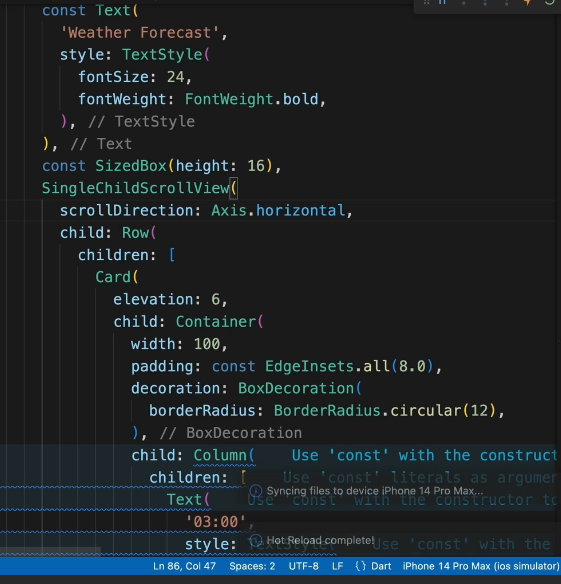 const Text(
'Weather Forecast',
style: TextStyle(
fontSize: 24,
fontWeight: FontWeight.bold,
), // TextStyle
), // Text
const SizedBox(height: 16),
SingleChildScrollView(
scrollDirection: Axis.horizontal,
child: Row(
children: [
Card(
elevation: 6,
child: Container(
width: 100,
padding: const EdgeInsets.all(8.0),
decoration: BoxDecoration(
borderRadius: BorderRadius.circular(12),
), // BoxDecoration
child: Column( Use 'const' with the construct
children: [ Use 'const' literals as argumen
Syncing files to device iPhone 14 Pro Max...
Text( Use 'const' with the constructor to
'03:00',
Hot Reload complete!
style: TextStyle( Use 'const' with the
Ln 86, Col 47 Spaces: 2 UTF-8 LF {} Dart iPhone 14 Pro Max (ios simulator)